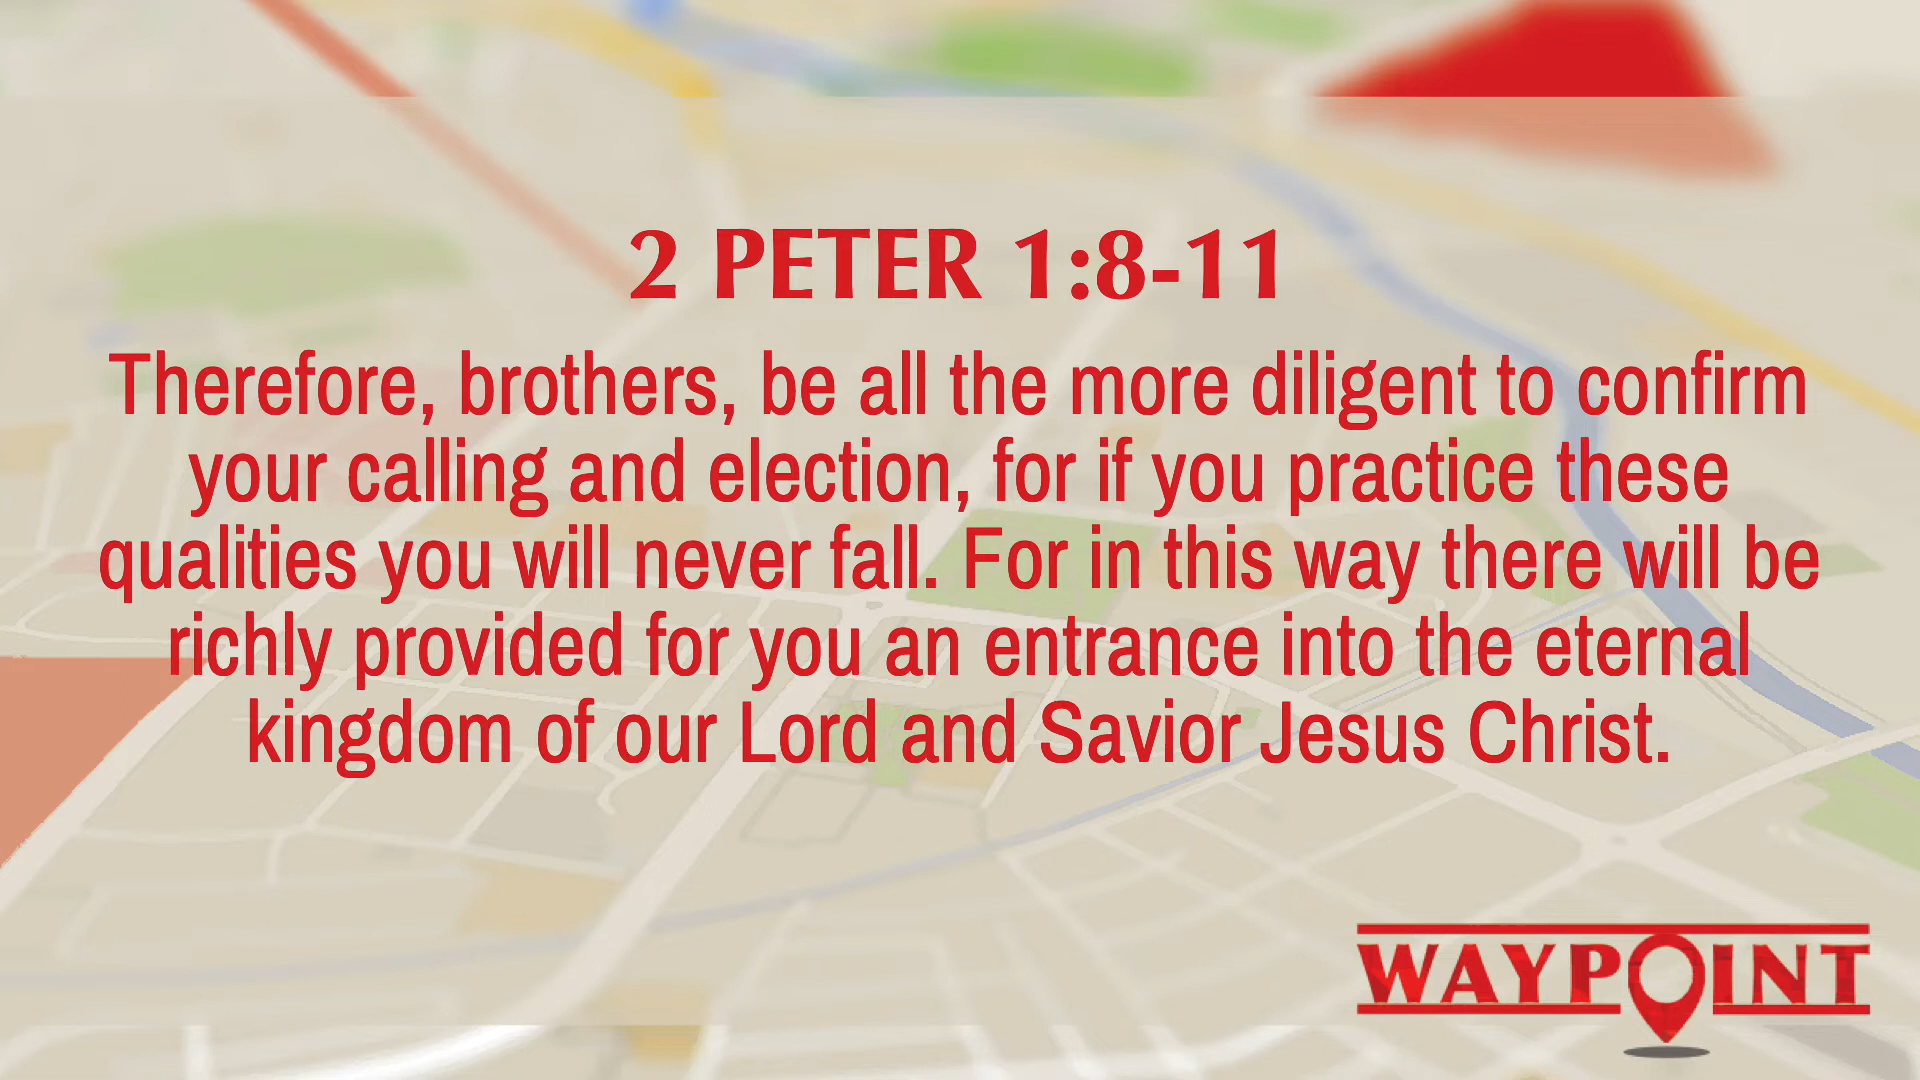 2 PETER 1:8-11
Therefore, brothers, be all the more diligent to confirm
your calling and election, for if you practice these
qualities you will never fall. For in this way there will be
richly provided for you an entrance into the eternal
kingdom of our Lord and Savior Jesus Christ.
WAYPOINT